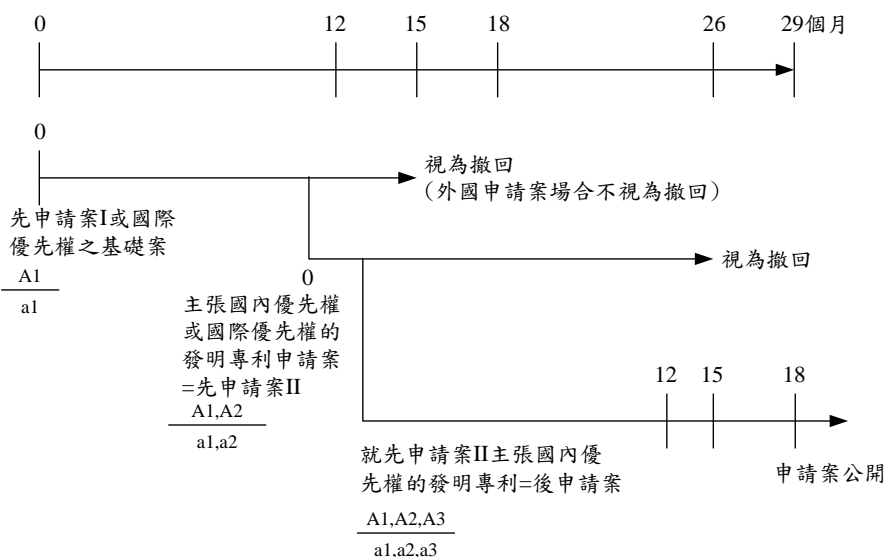 0 12 15 18 26 29個月
0
視為撤回
（外國申請案場合不視為撤回）
先申請案I或國際
優先權之基礎案
A1
a1
視為撤回
0
主張國內優先權
或國際優先權的
發明專利申請案
=先申請案II
A1,A2
a1,a2
12 15 18
就先申請案II主張國內優
先權的發明專利=後申請案
申請案公開
A1,A2,A3
a1,a2,a3